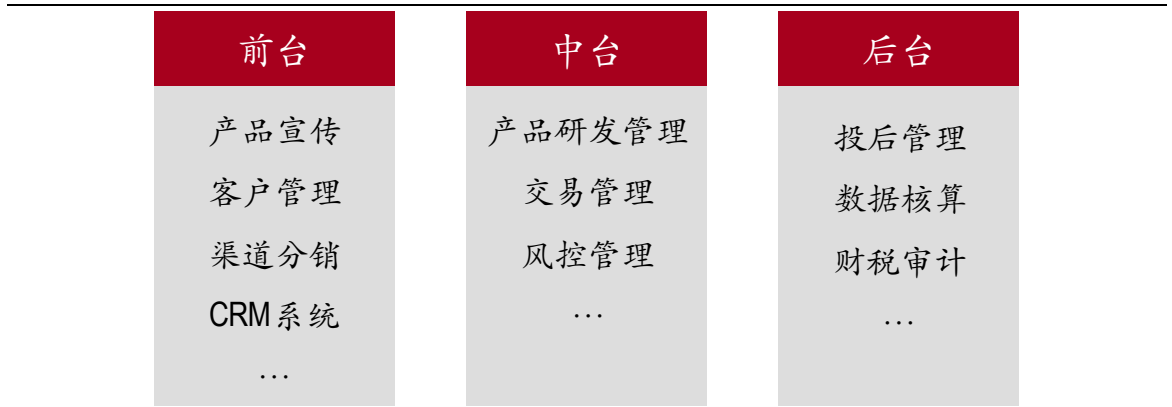 前台
产品宣传
客户管理
渠道分销
CRM系统
…
中台
产品研发管理
交易管理
风控管理
…
后台
投后管理
数据核算
财税审计
…